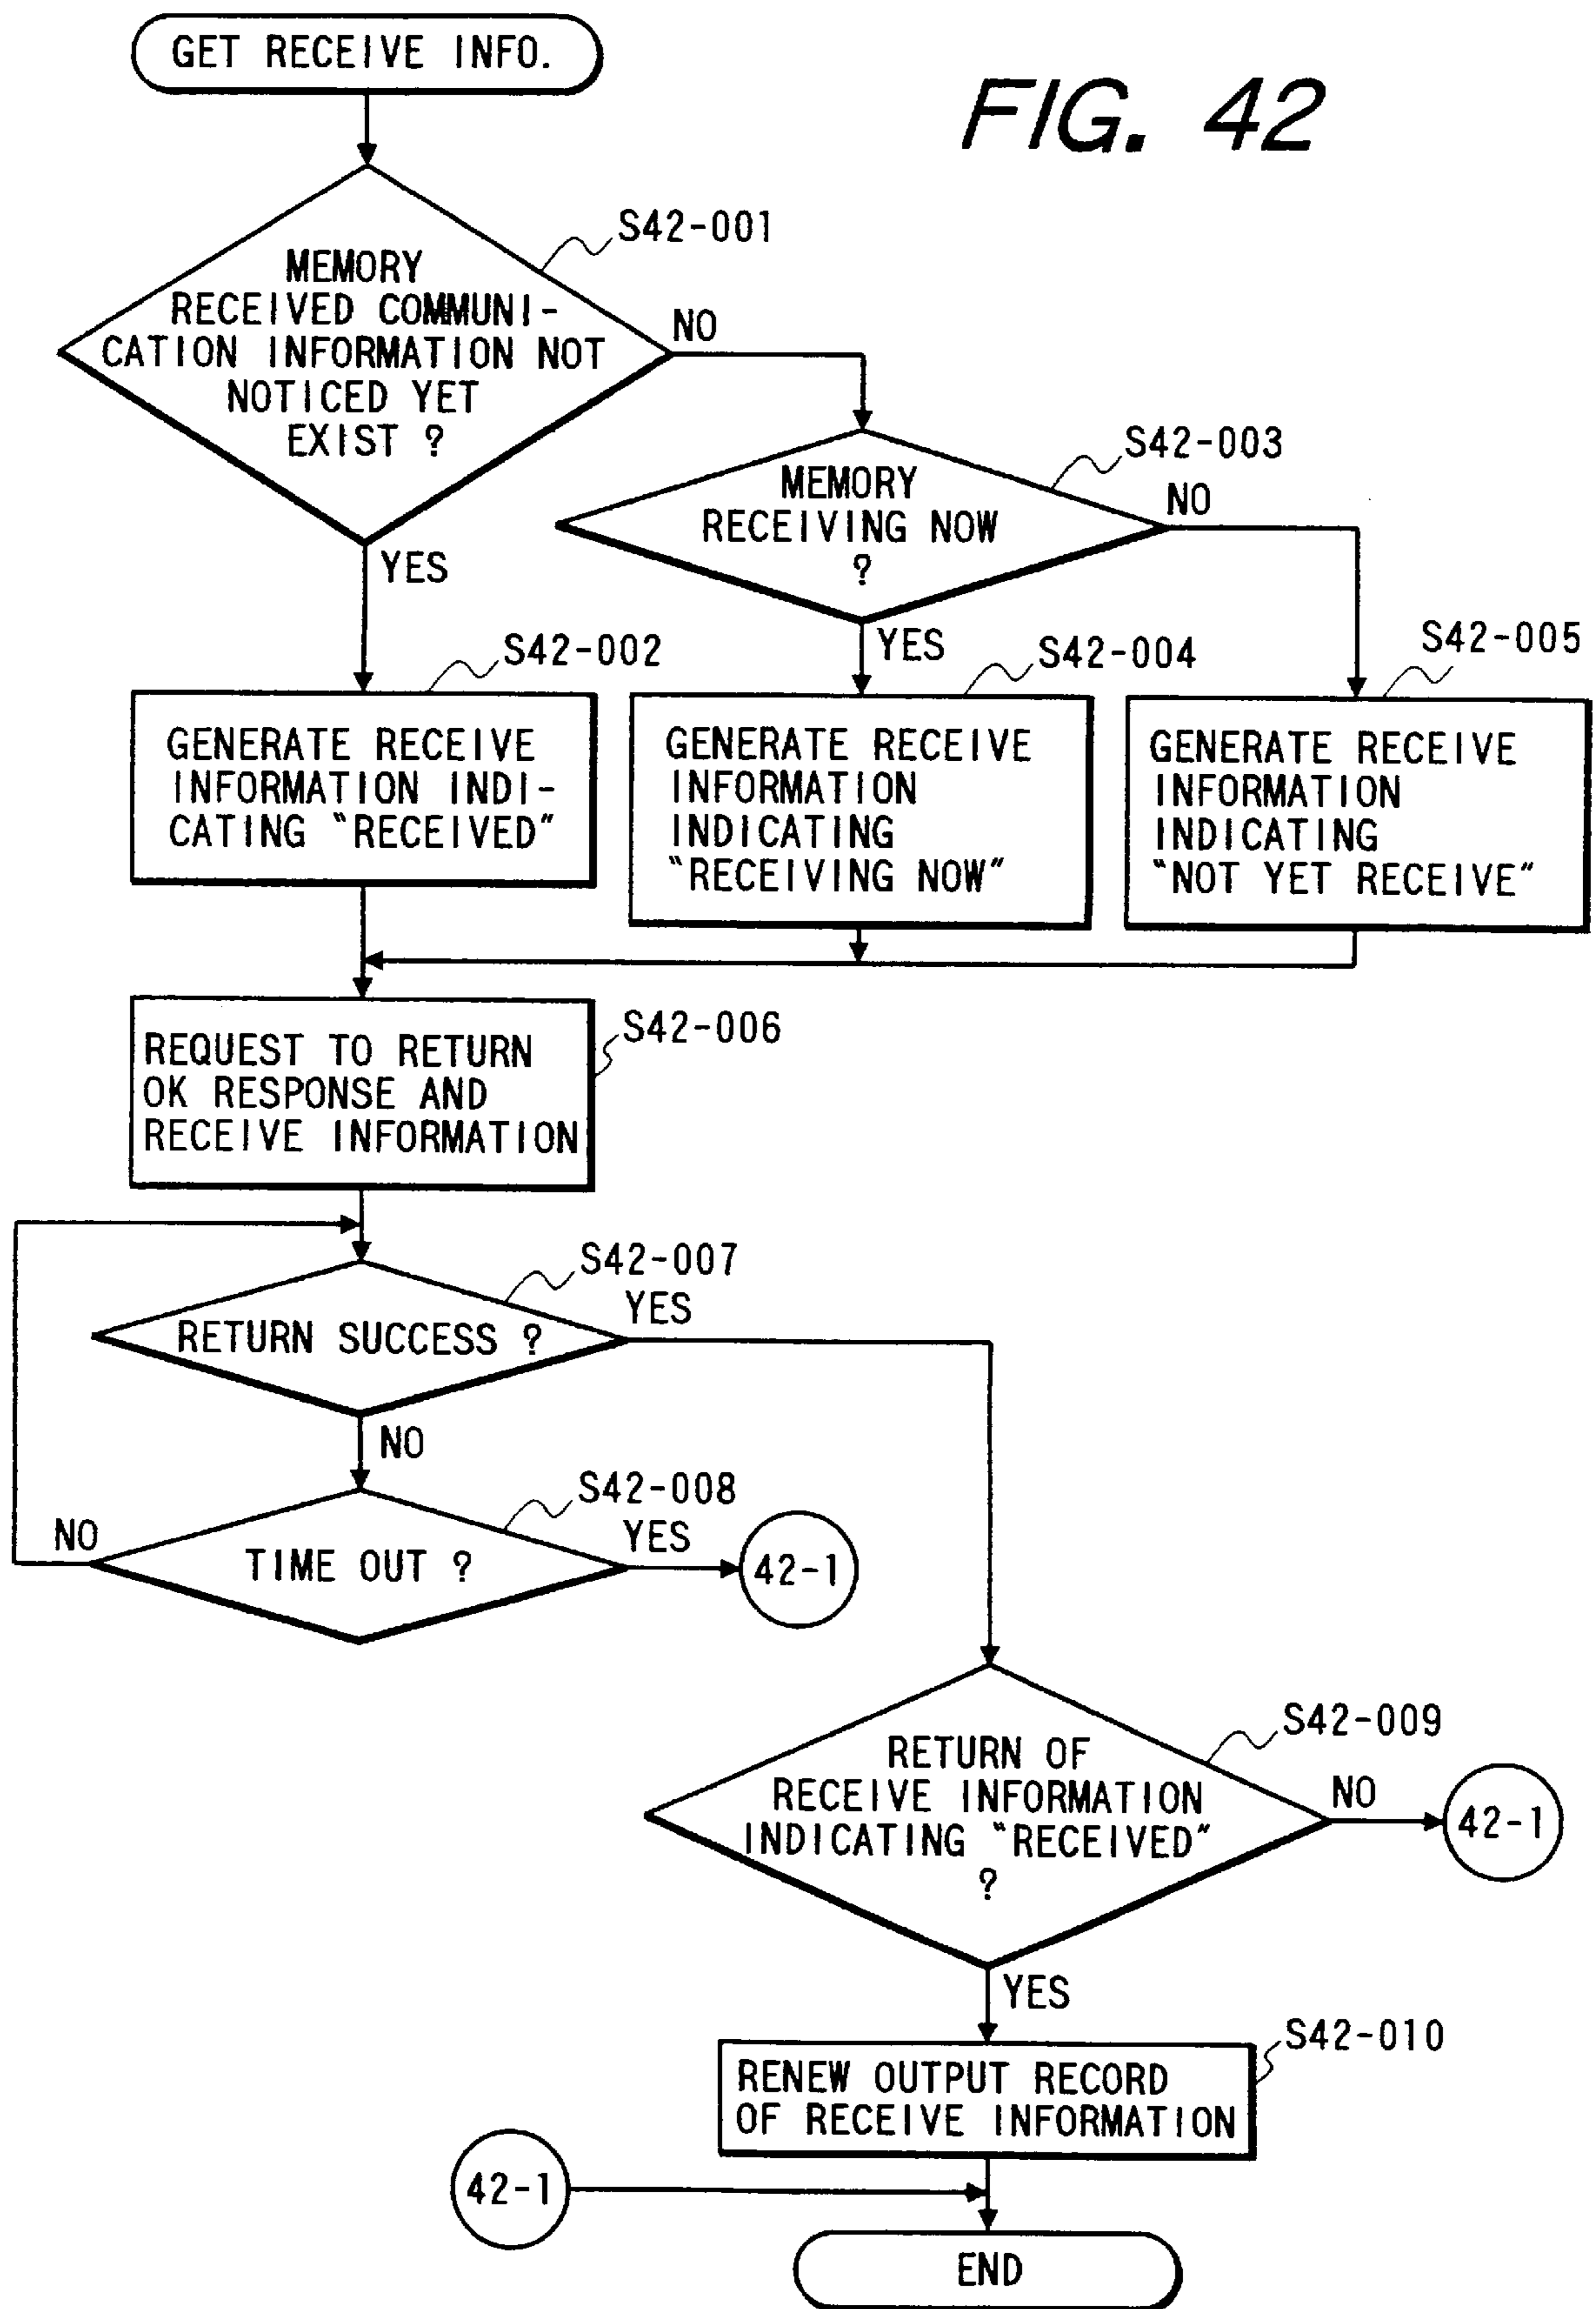 GET RECEIVE INFO.
FIG. 42
S42-001
MEMORY
RECEIVED COMMUNI-
CATION INFORMATION NOT
NOTICED YET
EXIST ?
NO
YES
S42-003
MEMORY
RECEIVING NOW
?
NO
YES
S42-002
GENERATE RECEIVE
INFORMATION INDI-
CATING "RECEIVED"
S42-004
GENERATE RECEIVE
INFORMATION
INDICATING
"RECEIVING NOW"
S42-005
GENERATE RECEIVE
INFORMATION
INDICATING
"NOT YET RECEIVE"
S42-006
REQUEST TO RETURN
OK RESPONSE AND
RECEIVE INFORMATION
S42-007
RETURN SUCCESS ?
YES
NO
S42-008
TIME OUT ?
NO
YES
42-1
S42-009
RETURN OF
RECEIVE INFORMATION
INDICATING "RECEIVED"
?
NO
42-1
YES
S42-010
RENEW OUTPUT RECORD
OF RECEIVE INFORMATION
42-1
END